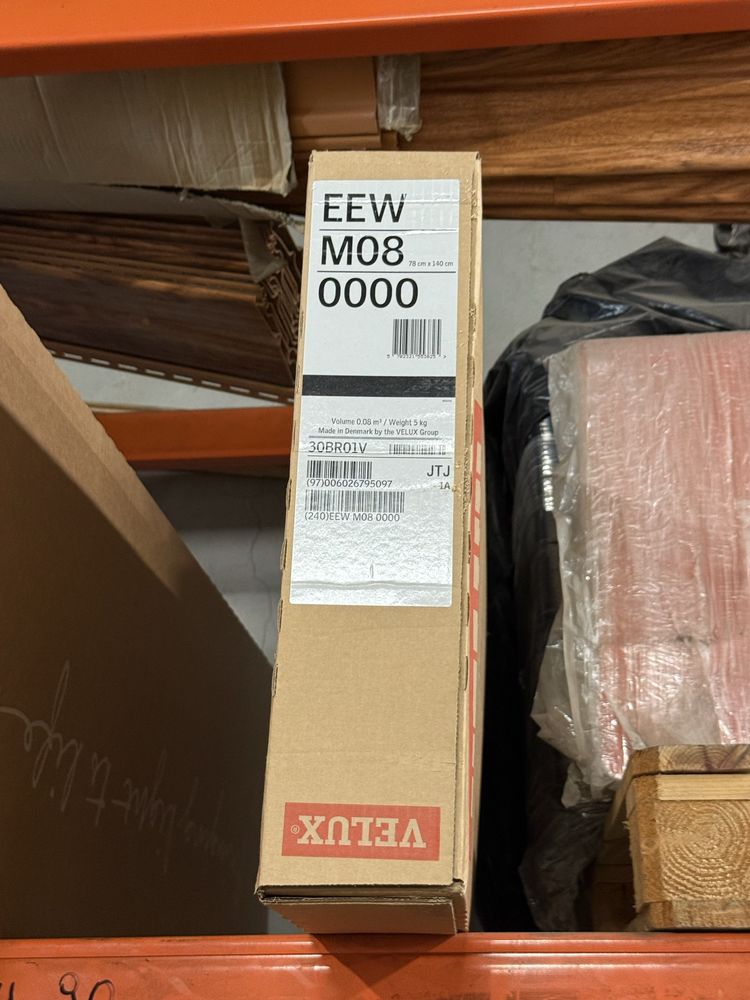 EEW
M08 78 cm x 140 cm
0000
Volume 0.08 m³ / Weight 5 kg
Made in Denmark by the VELUX Group
30BR01V
JTJ
(97)006026795097 1A
(240)EEW M08 0000
VELUX®